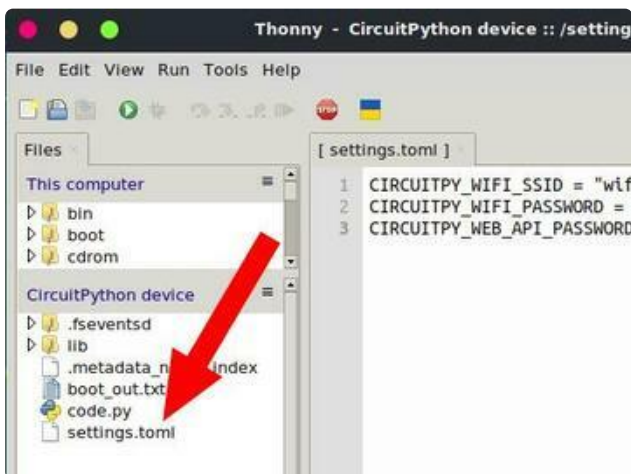 Thonny - CircuitPython device :: /setting
File Edit View Run Tools Help
STOP
Files
[ settings.toml ]
This computer
bin
boot
cdrom
1 CIRCUITPY_WIFI_SSID = "wif
2 CIRCUITPY_WIFI_PASSWORD =
3 CIRCUITPY_WEB_API_PASSWORD
CircuitPython device
.fseventsd
lib
.metadata_n index
boot_out.txt
code.py
settings.toml